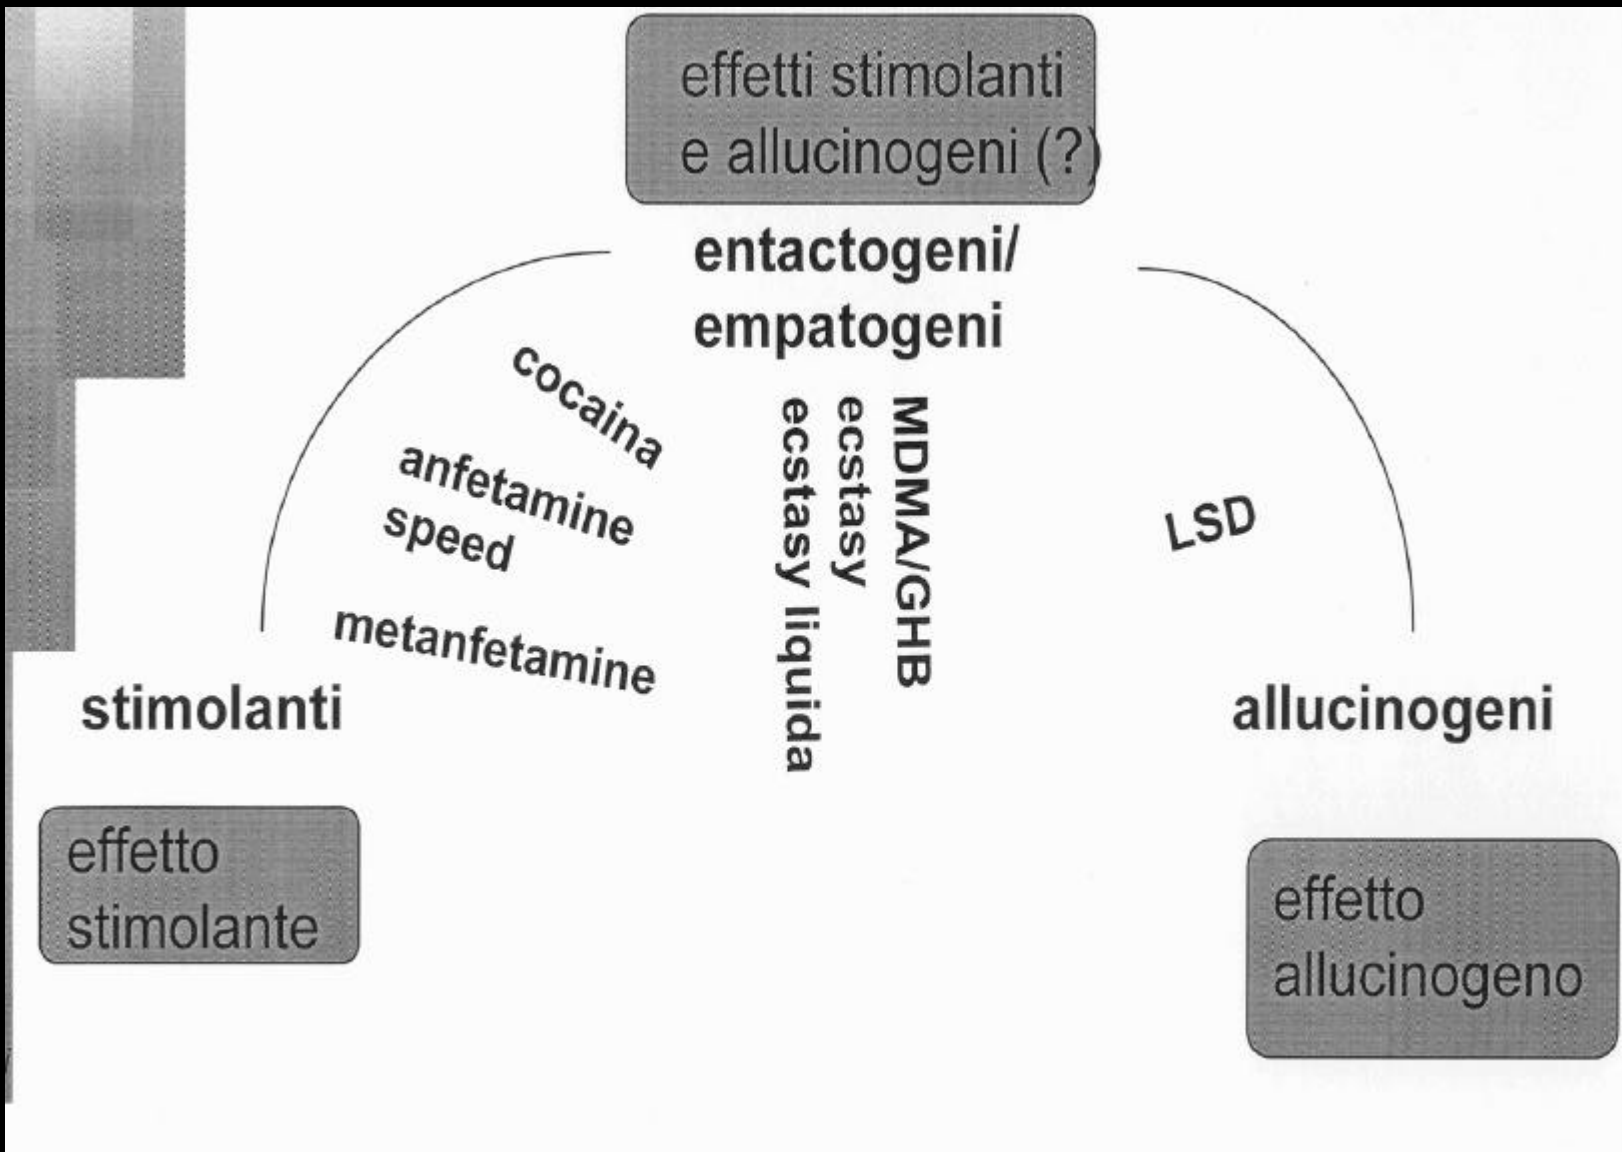 effetti stimolanti
e allucinogeni (?)
entactogeni/
empatogeni
cocaina
anfetamine
speed
metanfetamine
MDMA/GHB
ecstasy
ecstasy liquida
LSD
stimolanti
allucinogeni
effetto
stimolante
effetto
allucinogeno